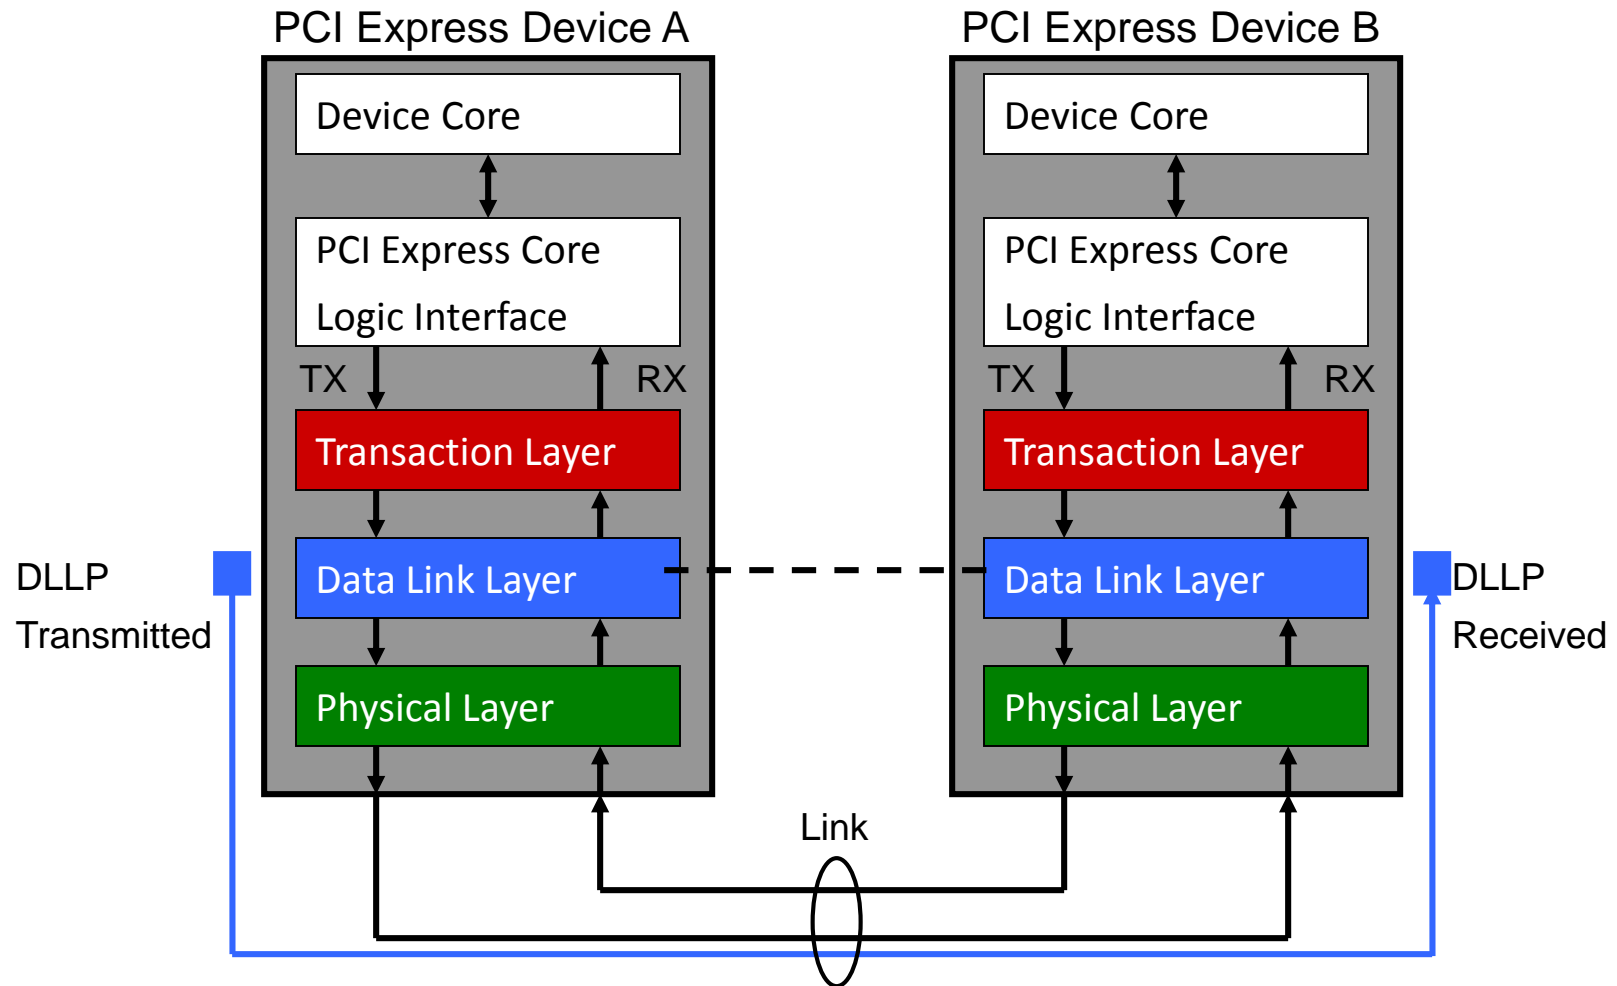 PCI Express Device A
Device Core
PCI Express Core
Logic Interface
TX
RX
Transaction Layer
Data Link Layer
Physical Layer
DLLP
Transmitted
PCI Express Device B
Device Core
PCI Express Core
Logic Interface
TX
RX
Transaction Layer
Data Link Layer
Physical Layer
DLLP
Received
Link